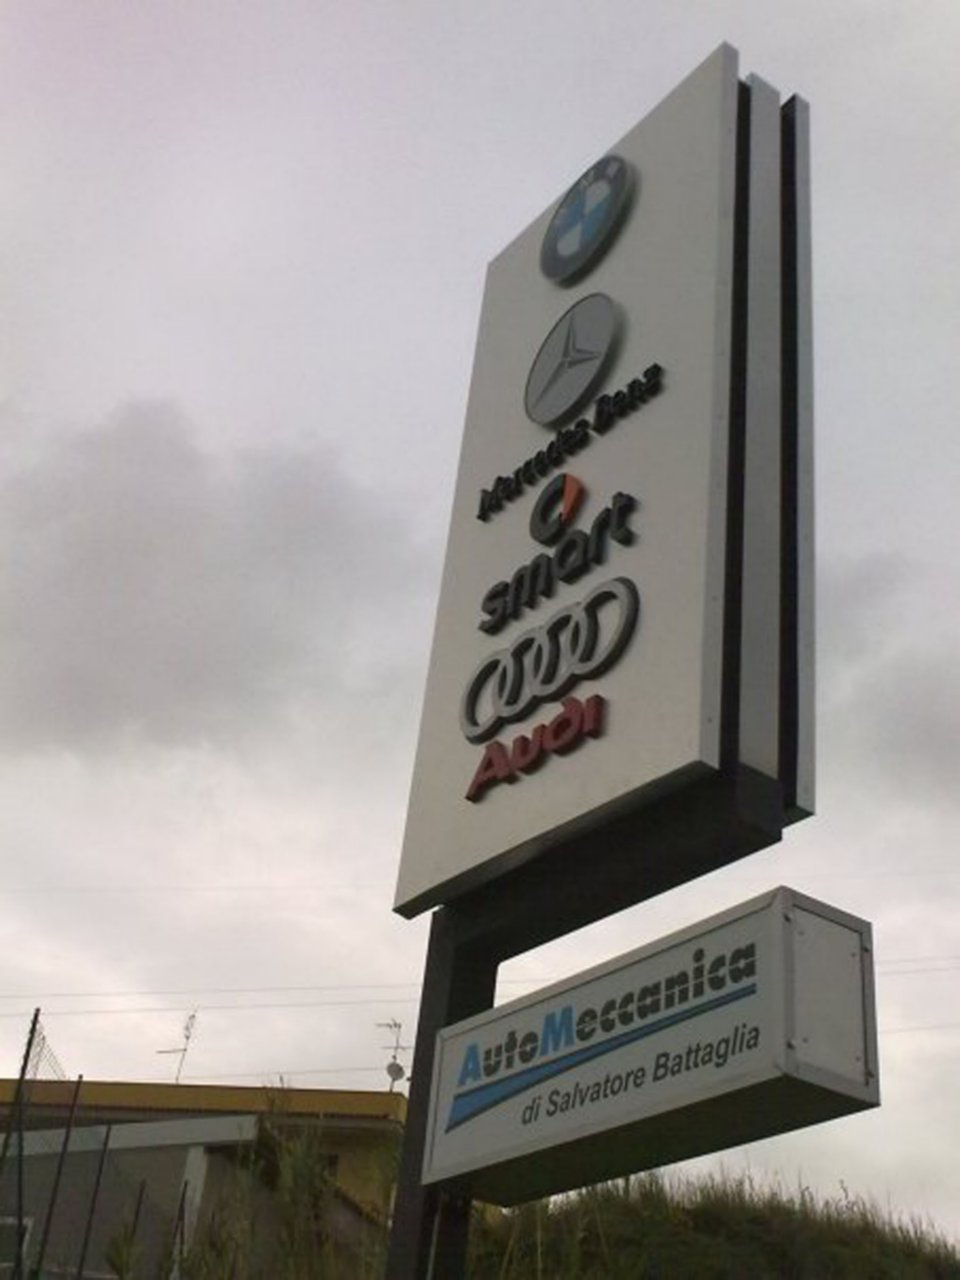 Mercedes Benz
smart
Audi
AutoMeccanica
di Salvatore Battaglia